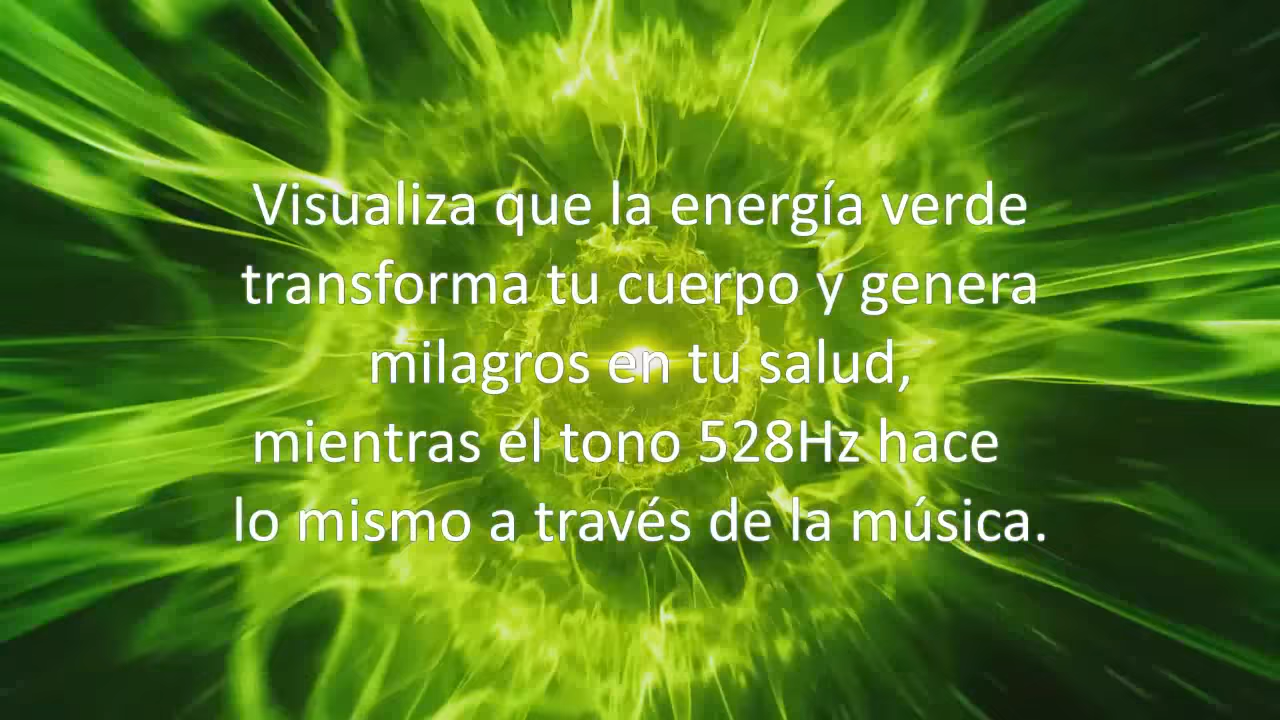 Visualiza que la energía verde
transforma tu cuerpo y genera
milagros en tu salud,
mientras el tono 528Hz hace
lo mismo a través de la música.